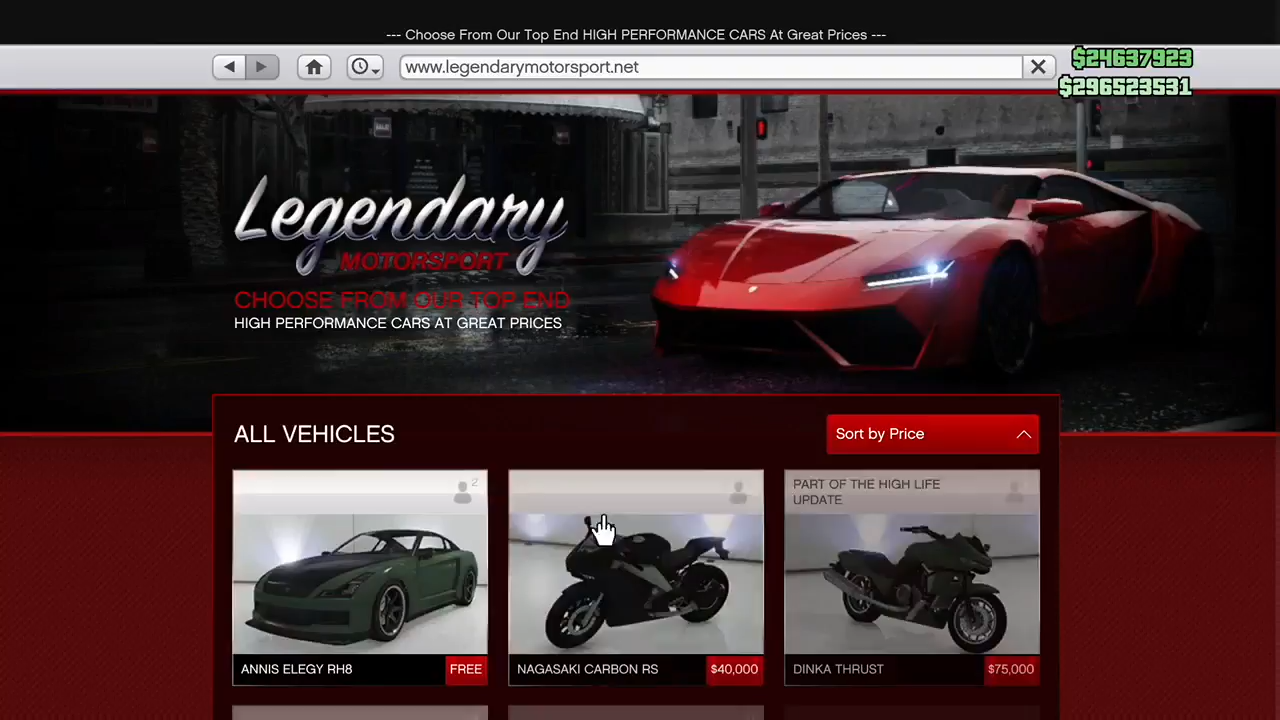 --- Choose From Our Top End HIGH PERFORMANCE CARS At Great Prices ---
www.legendarymotorsport.net
$24637923
$296523531
Legendary
MOTORSPORT
CHOOSE FROM OUR TOP END
HIGH PERFORMANCE CARS AT GREAT PRICES
ALL VEHICLES
Sort by Price
2
PART OF THE HIGH LIFE
UPDATE
ANNIS ELEGY RH8
FREE
NAGASAKI CARBON RS
$40,000
DINKA THRUST
$75,000